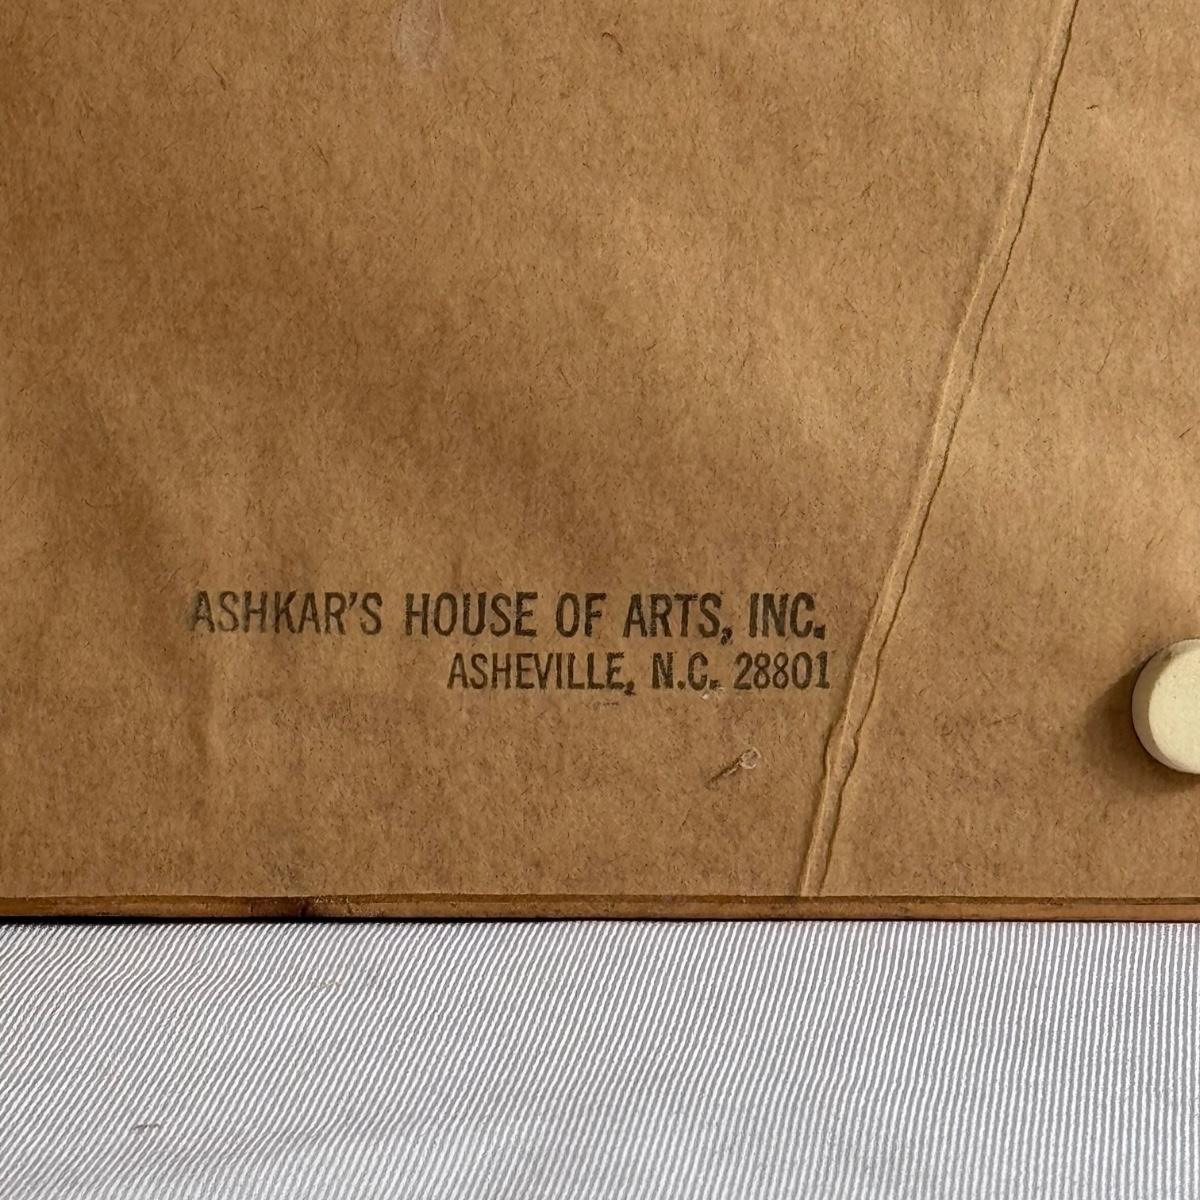 ASHKAR'S HOUSE OF ARTS, INC.
ASHEVILLE, N.C. 28801